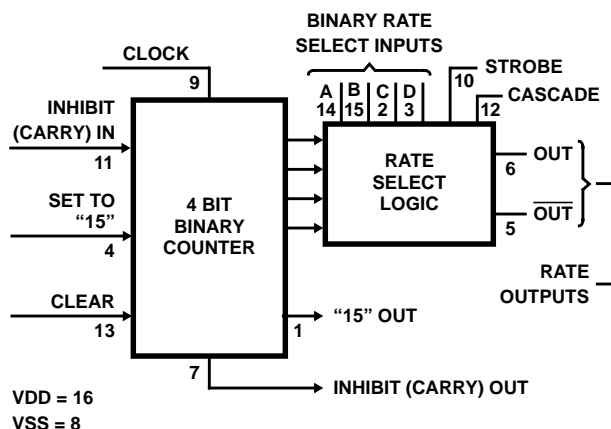 BINARY RATE
SELECT INPUTS
CLOCK
9
A
B
C
D
14
15
2
3
STROBE
10
CASCADE
12
INHIBIT
(CARRY) IN
11
SET TO
“15”
4
CLEAR
13
4 BIT
BINARY
COUNTER
RATE
SELECT
LOGIC
6
OUT
5
OUT
RATE
OUTPUTS
1
“15” OUT
7
INHIBIT (CARRY) OUT
VDD = 16
VSS = 8